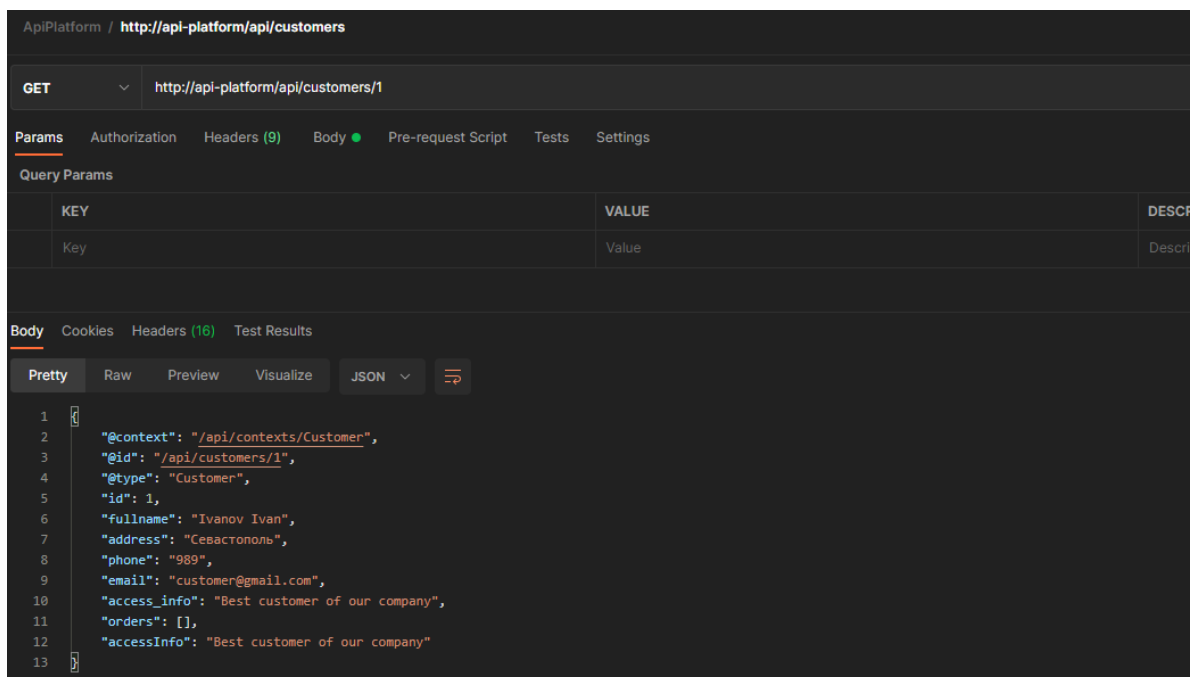 ApiPlatform / http://api-platform/api/customers
GET http://api-platform/api/customers/1
Params Authorization Headers (9) Body Pre-request Script Tests Settings
Query Params
KEY VALUE DESCR
Key Value Descri
Body Cookies Headers (16) Test Results
Pretty Raw Preview Visualize JSON
1 {
2 "@context": "/api/contexts/Customer",
3 "@id": "/api/customers/1",
4 "@type": "Customer",
5 "id": 1,
6 "fullname": "Ivanov Ivan",
7 "address": "Севастополь",
8 "phone": "989",
9 "email": "customer@gmail.com",
10 "access_info": "Best customer of our company",
11 "orders": [],
12 "accessInfo": "Best customer of our company"
13 }